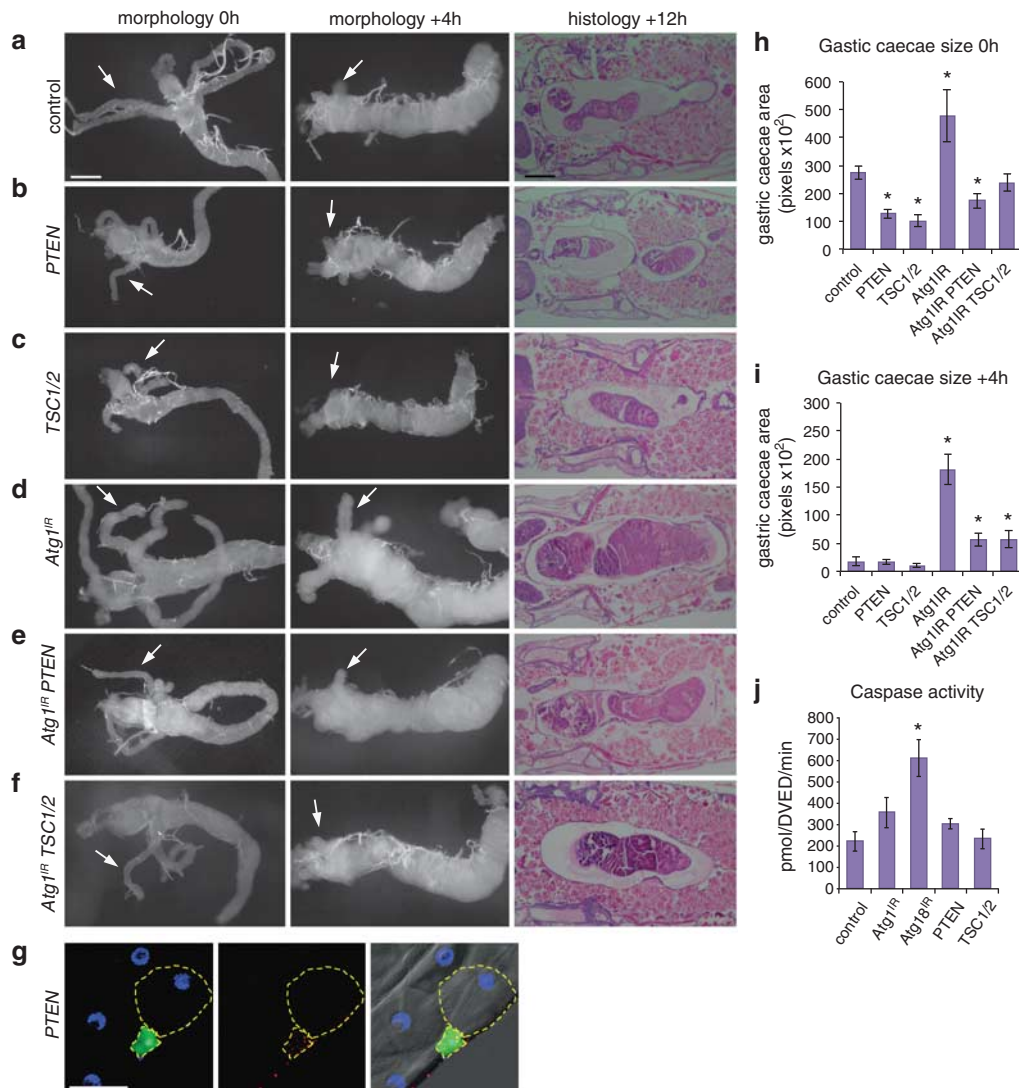 morphology 0h
morphology +4h
histology +12h
a
control
b
PTEN
c
TSC1/2
d
Atg1IR
e
Atg1IR PTEN
f
Atg1IR TSC1/2
g
PTEN
h
Gastic caecae size 0h
gastric caecae area
(pixels x10²)
600
500
400
300
200
100
0
*
*
*
*
control
PTEN
TSC1/2
Atg1IR
Atg1IR PTEN
Atg1IR TSC1/2
i
Gastic caecae size +4h
gastric caecae area
(pixels x10²)
300
250
200
150
100
50
0
*
*
*
control
PTEN
TSC1/2
Atg1IR
Atg1IR PTEN
Atg1IR TSC1/2
j
Caspase activity
pmol/DVED/min
800
700
600
500
400
300
200
100
0
*
control
Atg1IR
Atg18IR
PTEN
TSC1/2